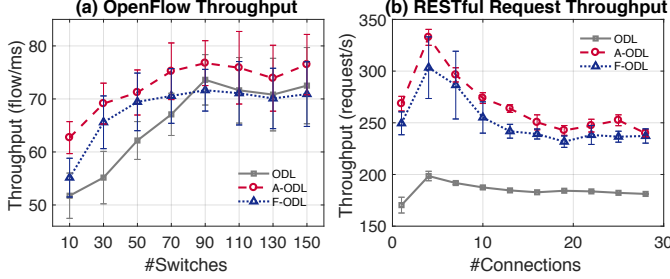 (a) OpenFlow Throughput
Throughput (flow/ms)
80
70
60
50
ODL
A-ODL
F-ODL
10 30 50 70 90 110 130 150
#Switches
(b) RESTful Request Throughput
Throughput (request/s)
350
300
250
200
150
ODL
A-ODL
F-ODL
0 10 20 30
#Connections